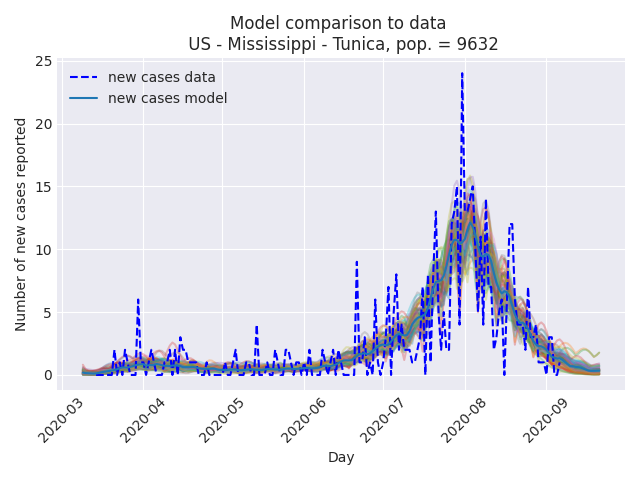 Model comparison to data
US - Mississippi - Tunica, pop. = 9632
25
20
15
10
5
0
Number of new cases reported
new cases data
new cases model
2020-03
2020-04
2020-05
2020-06
2020-07
2020-08
2020-09
Day